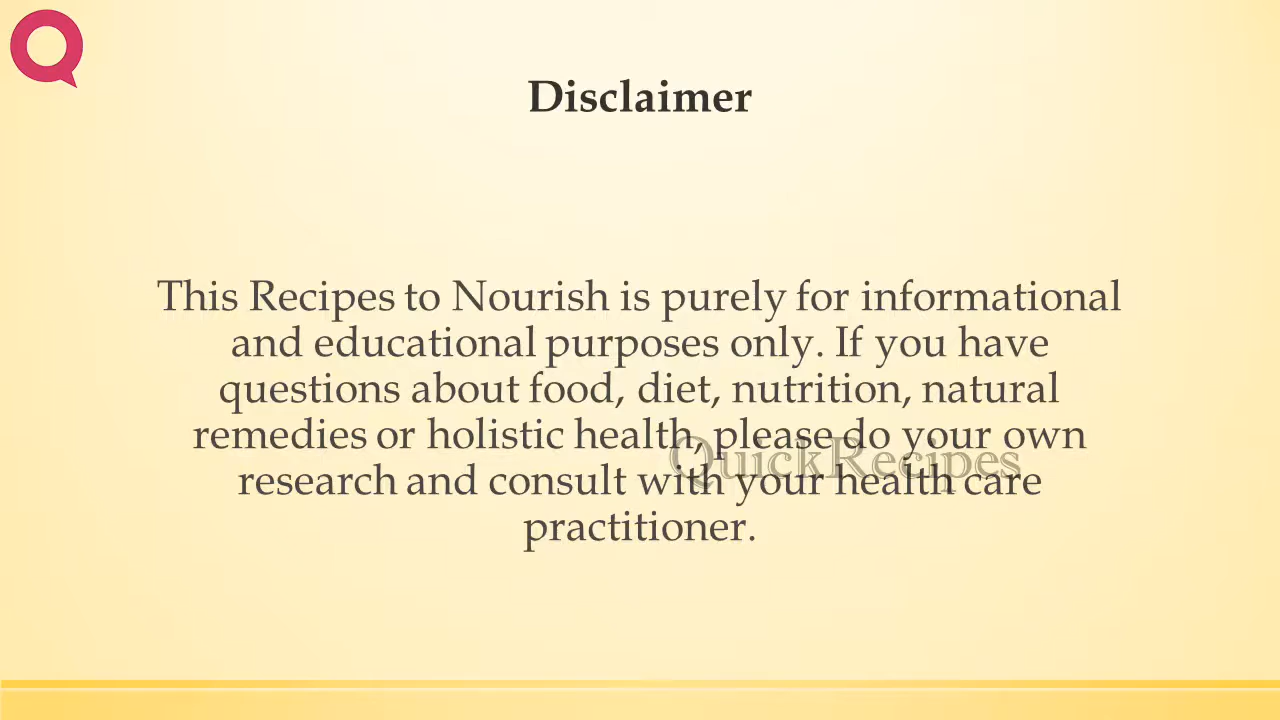 Disclaimer
This Recipes to Nourish is purely for informational
and educational purposes only. If you have
questions about food, diet, nutrition, natural
remedies or holistic health, please do your own
QuickRecipes
research and consult with your health care
practitioner.